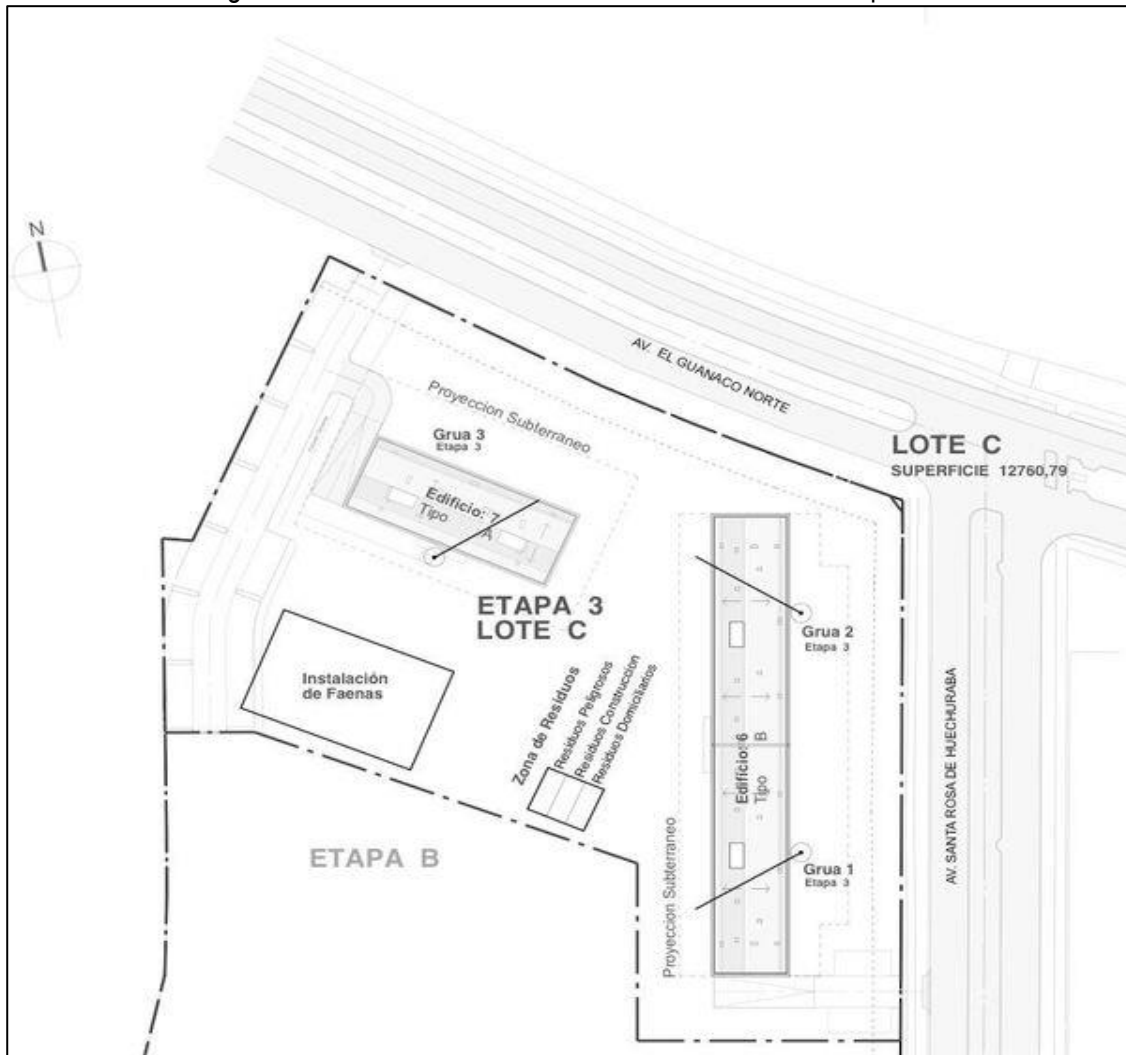 N
AV. EL GUANACO NORTE
LOTE C
SUPERFICIE 12760,79
Proyeccion Subterraneo
Grua 3
Etapa 3
Edificio: 7
Tipo A
ETAPA 3
LOTE C
Grua 2
Etapa 3
Instalación
de Faenas
Zona de Residuos
Residuos Peligrosos
Residuos Construccion
Residuos Domiciliarios
Edificio: 6
Tipo B
ETAPA B
Grua 1
Etapa 3
Proyeccion Subterraneo
AV. SANTA ROSA DE HUECHURABA